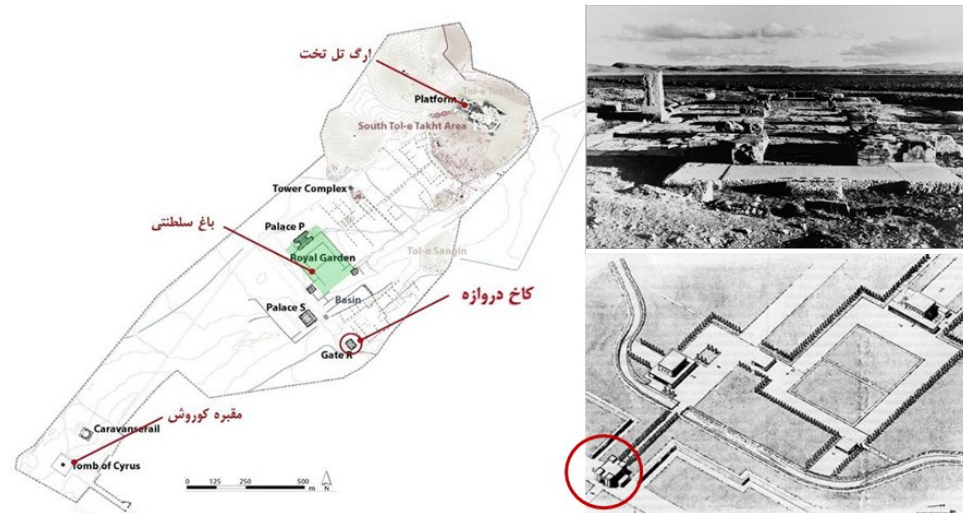 ارگ تل تخت
Tol-e Takht
Platform
South Tol-e Takht Area
Tower Complex
باغ سلطنتی
Palace P
Royal Garden
Tol-e Sangin
کاخ دروازه
Basin
Palace S
Gate R
مقبره کوروش
Caravanserail
Tomb of Cyrus
0 125 250 500
m
N